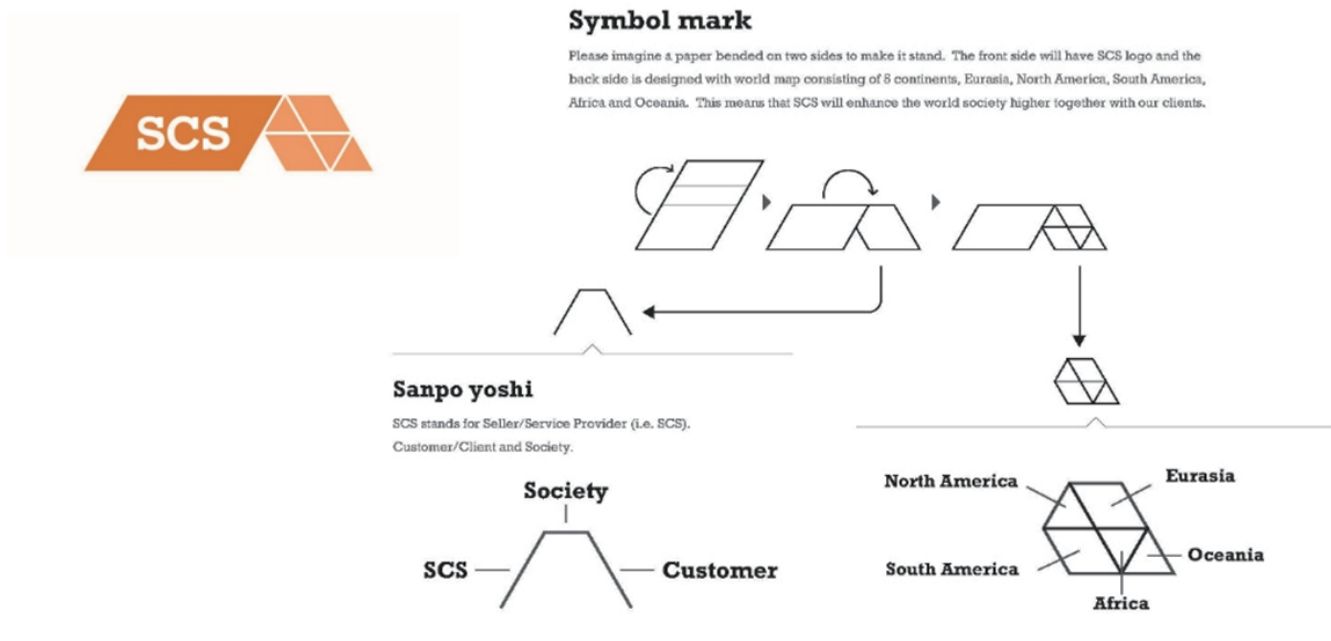 SCS
Symbol mark
Please imagine a paper bended on two sides to make it stand. The front side will have SCS logo and the
back side is designed with world map consisting of 5 continents, Eurasia, North America, South America,
Africa and Oceania. This means that SCS will enhance the world society higher together with our clients.
Sanpo yoshi
SCS stands for Seller/Service Provider (i.e. SCS).
Customer/Client and Society.
Society
SCS
Customer
North America
Eurasia
South America
Oceania
Africa